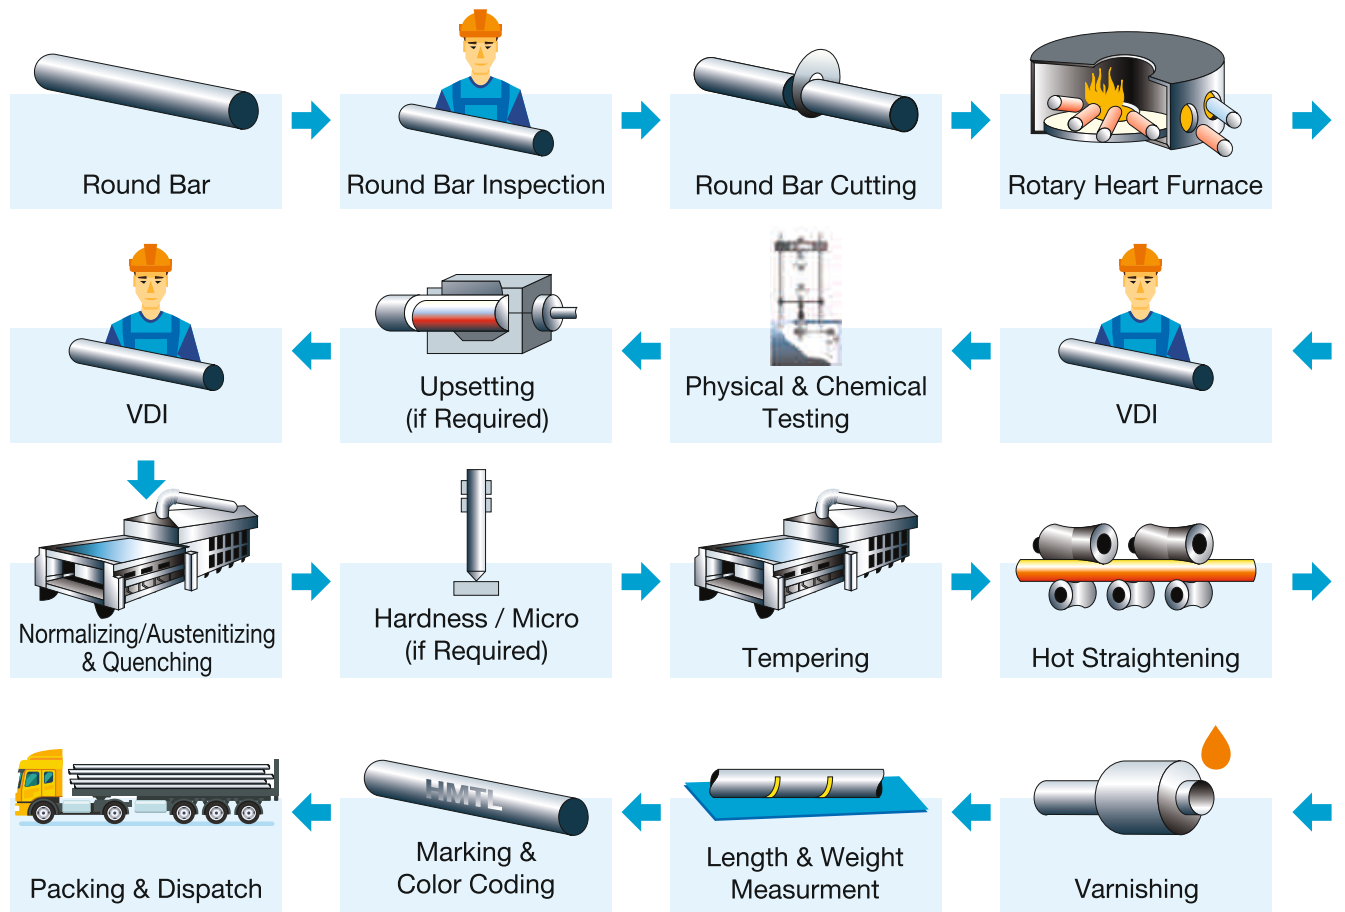 Round Bar
Round Bar Inspection
Round Bar Cutting
Rotary Heart Furnace
VDI
Upsetting
(if Required)
Physical & Chemical
Testing
VDI
Normalizing/Austenitizing
& Quenching
Hardness / Micro
(if Required)
Tempering
Hot Straightening
HMTL
Packing & Dispatch
Marking &
Color Coding
Length & Weight
Measurment
Varnishing